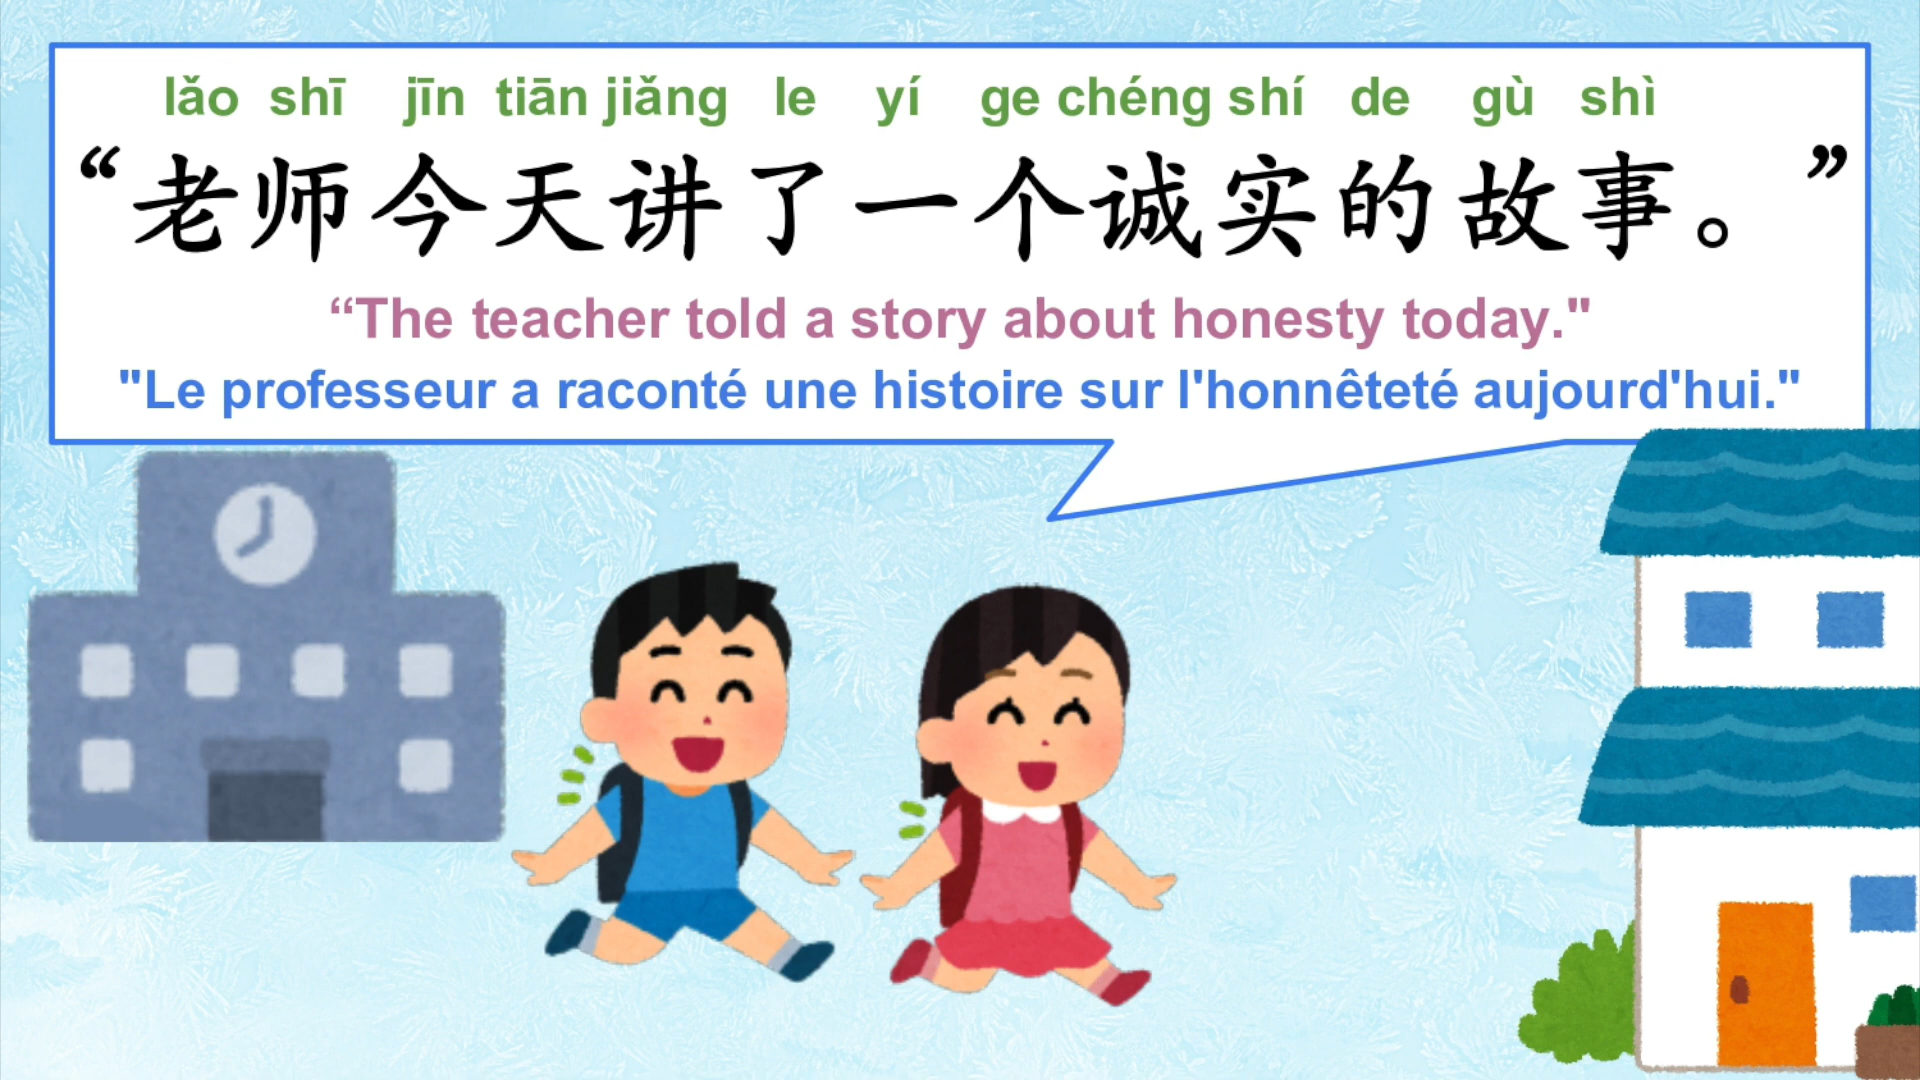 lǎo shī jīn tiān jiǎng le yí ge chéng shí de gù shì
“老师今天讲了一个诚实的故事。”
“The teacher told a story about honesty today."
"Le professeur a raconté une histoire sur l'honnêteté aujourd'hui."